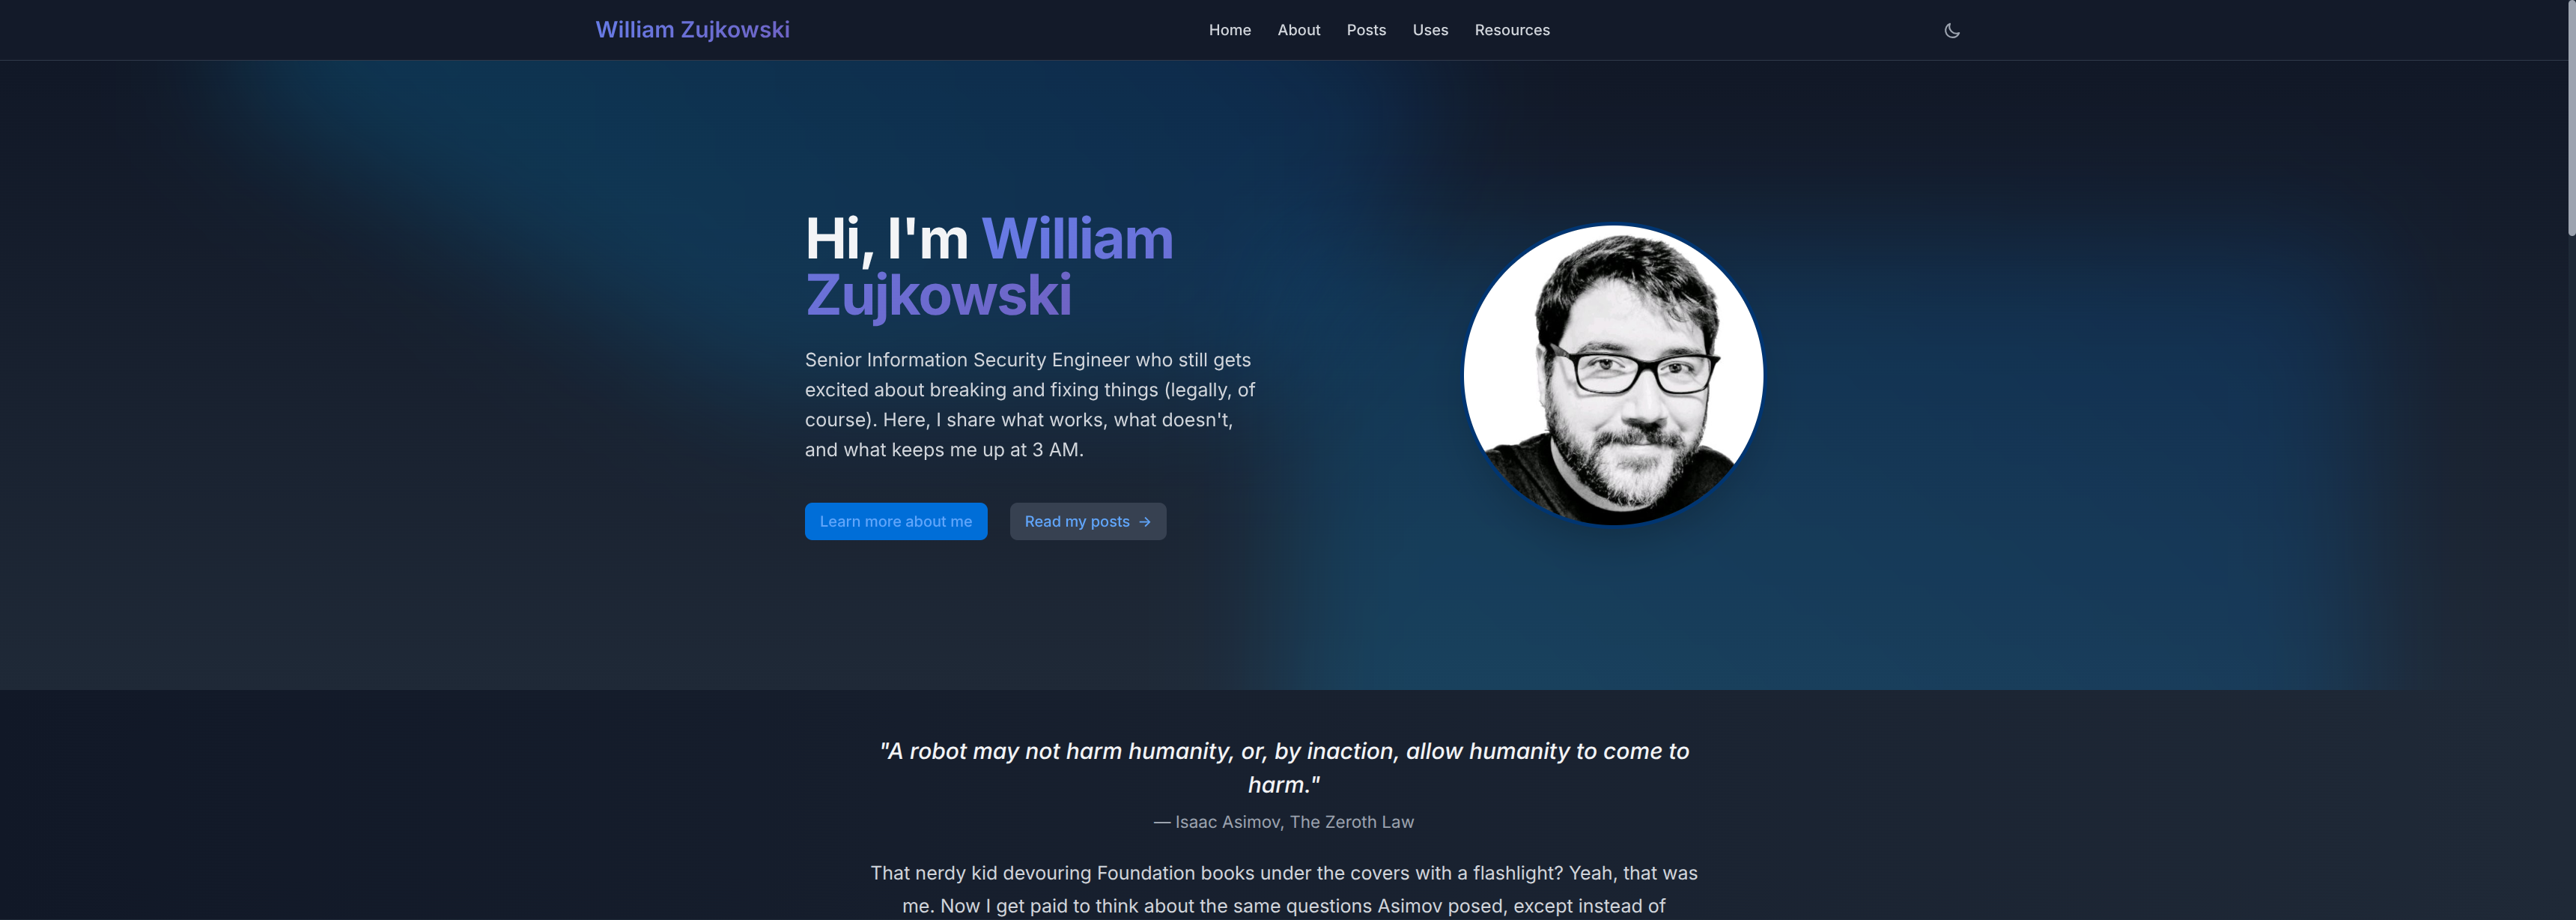 William Zujkowski
Home About Posts Uses Resources
Hi, I'm William
Zujkowski
Senior Information Security Engineer who still gets
excited about breaking and fixing things (legally, of
course). Here, I share what works, what doesn't,
and what keeps me up at 3 AM.
Learn more about me
Read my posts →
"A robot may not harm humanity, or, by inaction, allow humanity to come to
harm."
— Isaac Asimov, The Zeroth Law
That nerdy kid devouring Foundation books under the covers with a flashlight? Yeah, that was
me. Now I get paid to think about the same questions Asimov posed, except instead of